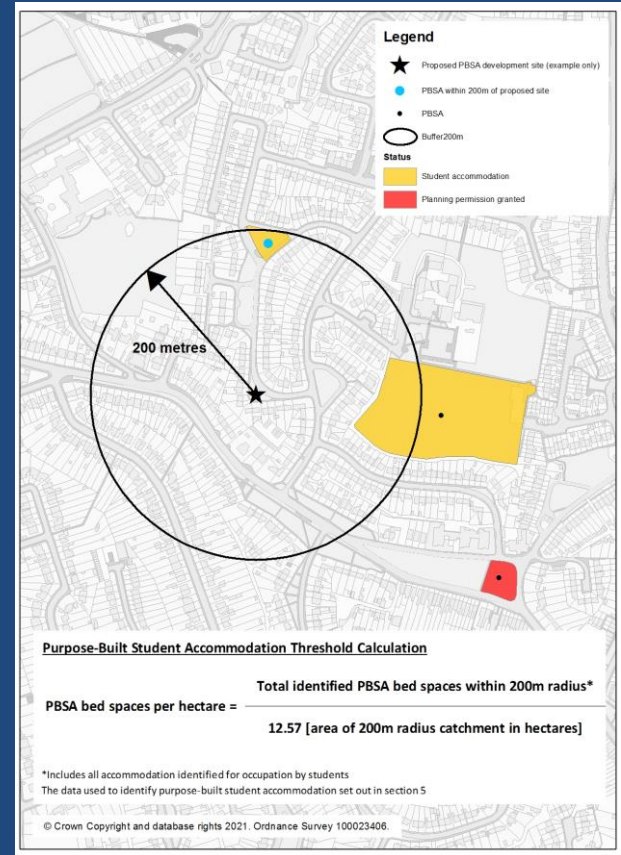 Legend
Proposed PBSA development site (example only)
PBSA within 200m of proposed site
PBSA
Buffer200m
Status
Student accommodation
Planning permission granted
200 metres
Purpose-Built Student Accommodation Threshold Calculation
Total identified PBSA bed spaces within 200m radius*
PBSA bed spaces per hectare =
12.57 [area of 200m radius catchment in hectares]
*Includes all accommodation identified for occupation by students
The data used to identify purpose-built student accommodation set out in section 5
© Crown Copyright and database rights 2021. Ordnance Survey 100023406.